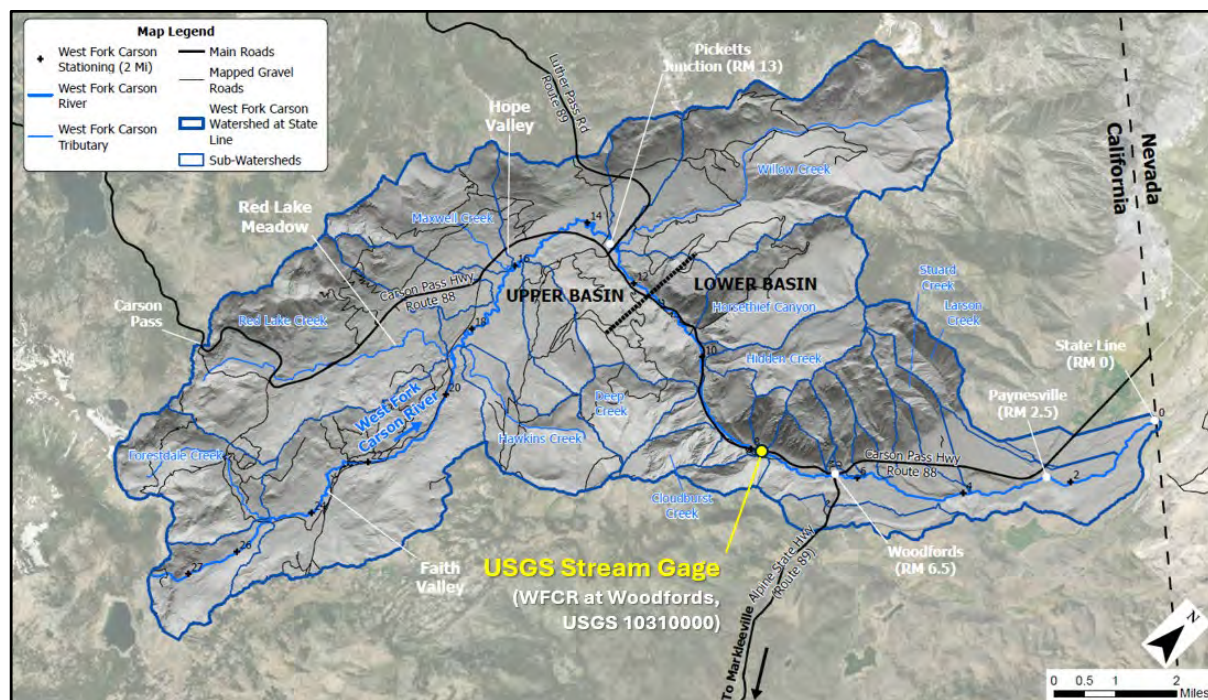 Map Legend
West Fork Carson
Stationing (2 Mi)
West Fork Carson
River
West Fork Carson
Tributary
Main Roads
Mapped Gravel
Roads
West Fork Carson
Watershed at State
Line
Sub-Watersheds
Luther Pass Rd
Route 89
Picketts
Junction (RM 13)
Hope
Valley
Nevada
California
Willow Creek
Maxwell Creek
Red Lake
Meadow
14
16
12
UPPER BASIN
LOWER BASIN
Stuard
Creek
Larson
Creek
Carson Pass Hwy
Route 88
Horsethief Canyon
Carson
Pass
Red Lake Creek
18
10
Hidden Creek
State Line
(RM 0)
20
Paynesville
(RM 2.5)
0
West Fork
Carson River
Deep
Creek
Hawkins Creek
Forestdale Creek
22
Carson Pass Hwy
Route 88
6
4
2
Cloudburst
Creek
26
27
Faith
Valley
USGS Stream Gage
(WFCR at Woodfords,
USGS 10310000)
Woodfords
(RM 6.5)
Alpine State Hwy
(Route 89)
To Markleeville
N
0 0.5 1 2
Miles